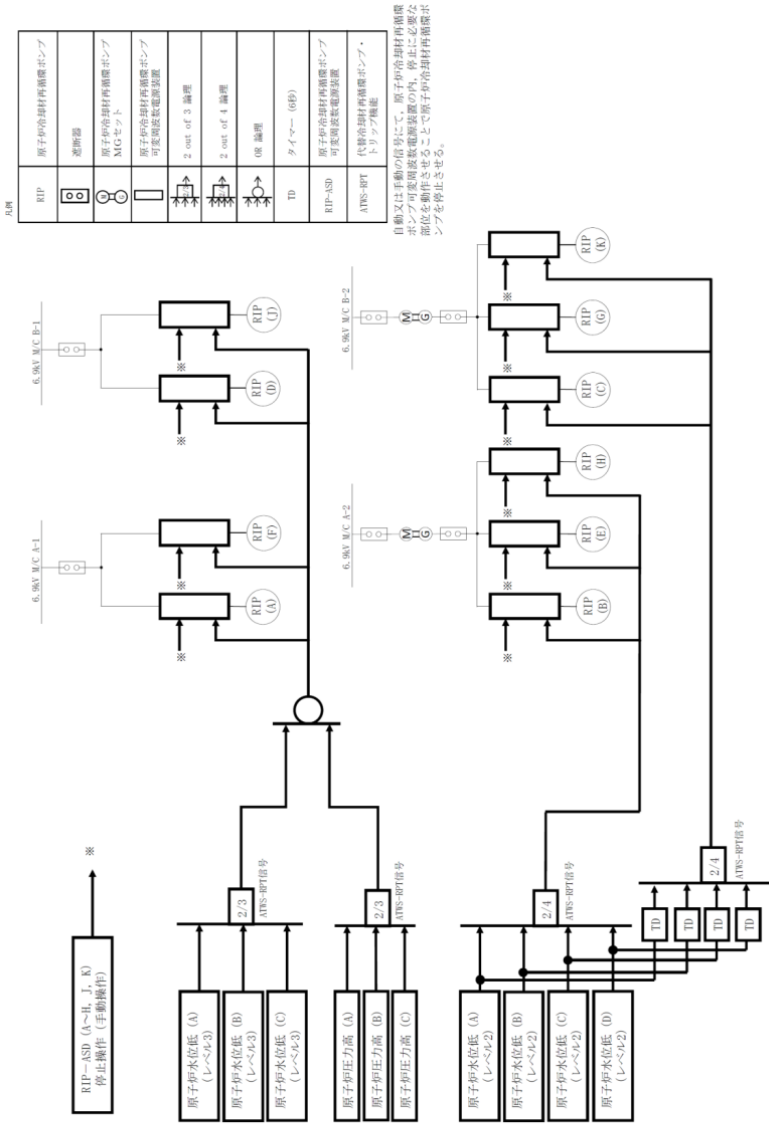 RIP-ASD (A～H, J, K)
停止操作 (手動操作)
※
原子炉水位低 (A)
(レベル3)
原子炉水位低 (B)
(レベル3)
原子炉水位低 (C)
(レベル3)
2/3
ATWS-RPT信号
原子炉圧力高 (A)
原子炉圧力高 (B)
原子炉圧力高 (C)
2/3
ATWS-RPT信号
原子炉水位低 (A)
(レベル2)
原子炉水位低 (B)
(レベル2)
原子炉水位低 (C)
(レベル2)
原子炉水位低 (D)
(レベル2)
2/4
ATWS-RPT信号
TD
TD
TD
TD
2/4
ATWS-RPT信号
6.9kV M/C A-1
※
※
RIP
(A)
RIP
(F)
6.9kV M/C B-1
※
※
RIP
(D)
RIP
(J)
6.9kV M/C A-2
M
G
※
※
※
RIP
(B)
RIP
(E)
RIP
(H)
6.9kV M/C B-2
M
G
※
※
※
RIP
(C)
RIP
(G)
RIP
(K)
凡例
RIP
原子炉冷却材再循環ポンプ
遮断器
M
G
原子炉冷却材再循環ポンプ
MGセット
原子炉冷却材再循環ポンプ
可変周波数電源装置
2/3
2 out of 3 論理
2/4
2 out of 4 論理
OR 論理
TD
タイマー (6秒)
RIP-ASD
原子炉冷却材再循環ポンプ
可変周波数電源装置
ATWS-RPT
代替冷却材再循環ポンプ・
トリップ機能
自動又は手動の信号にて，原子炉冷却材再循環
ポンプ可変周波数電源装置の内，停止に必要な
部位を動作させることで原子炉冷却材再循環ポ
ンプを停止させる。